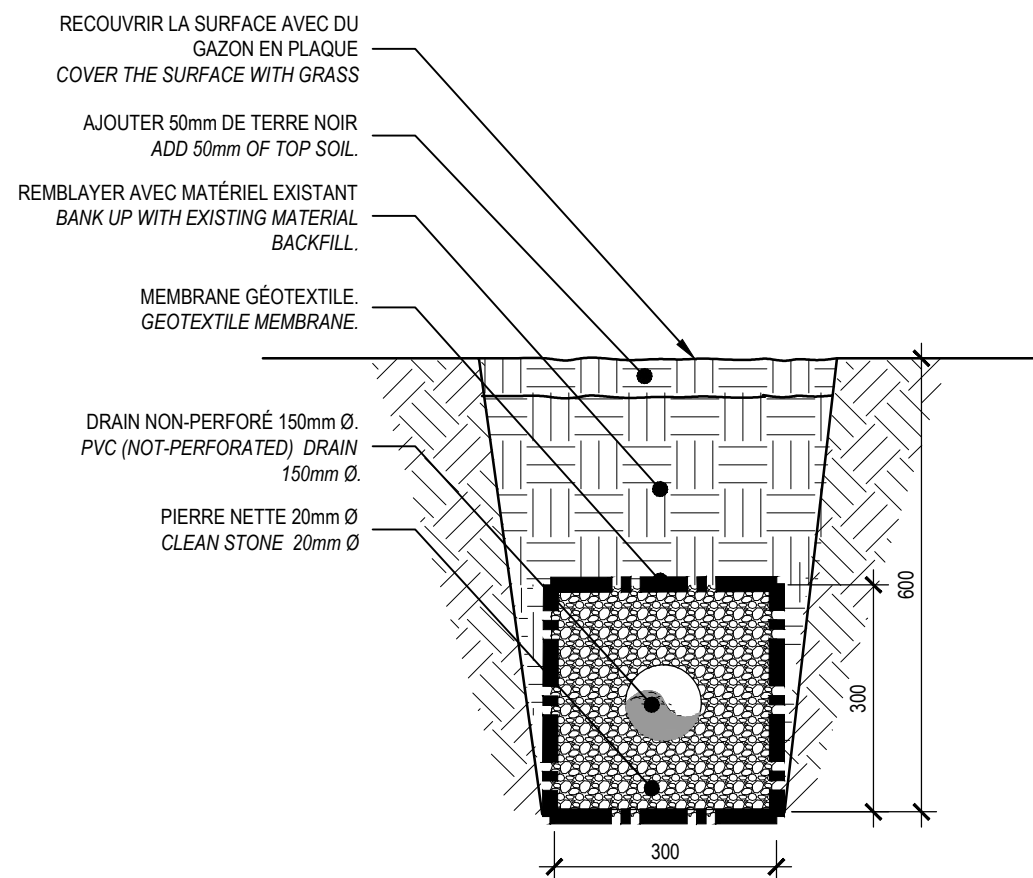 RECOUVRIR LA SURFACE AVEC DU
GAZON EN PLAQUE
COVER THE SURFACE WITH GRASS
AJOUTER 50mm DE TERRE NOIR
ADD 50mm OF TOP SOIL.
REMBLAYER AVEC MATÉRIEL EXISTANT
BANK UP WITH EXISTING MATERIAL
BACKFILL.
MEMBRANE GÉOTEXTILE.
GEOTEXTILE MEMBRANE.
DRAIN NON-PERFORÉ 150mm Ø.
PVC (NOT-PERFORATED) DRAIN
150mm Ø.
PIERRE NETTE 20mm Ø
CLEAN STONE 20mm Ø
600
300
300